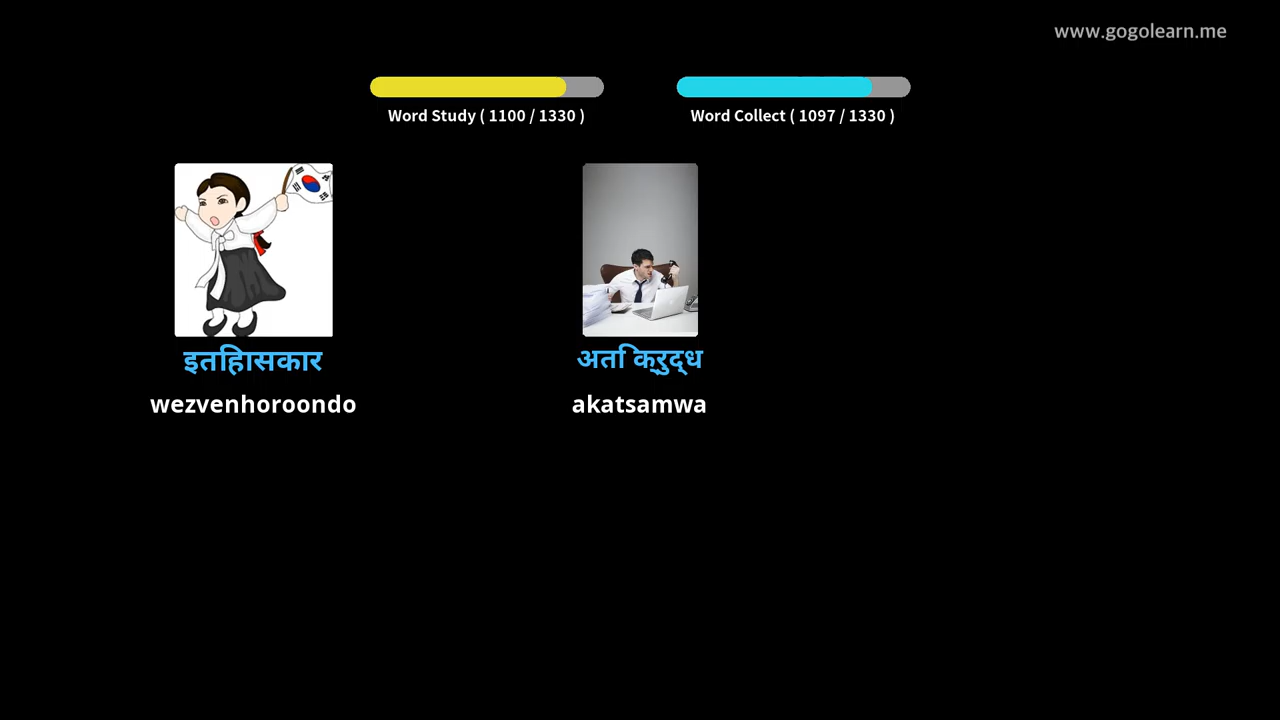 www.gogolearn.me
Word Study ( 1100 / 1330 )
Word Collect ( 1097 / 1330 )
इतिहासकार
अति क्रुद्ध
wezvenhoroondo
akatsamwa